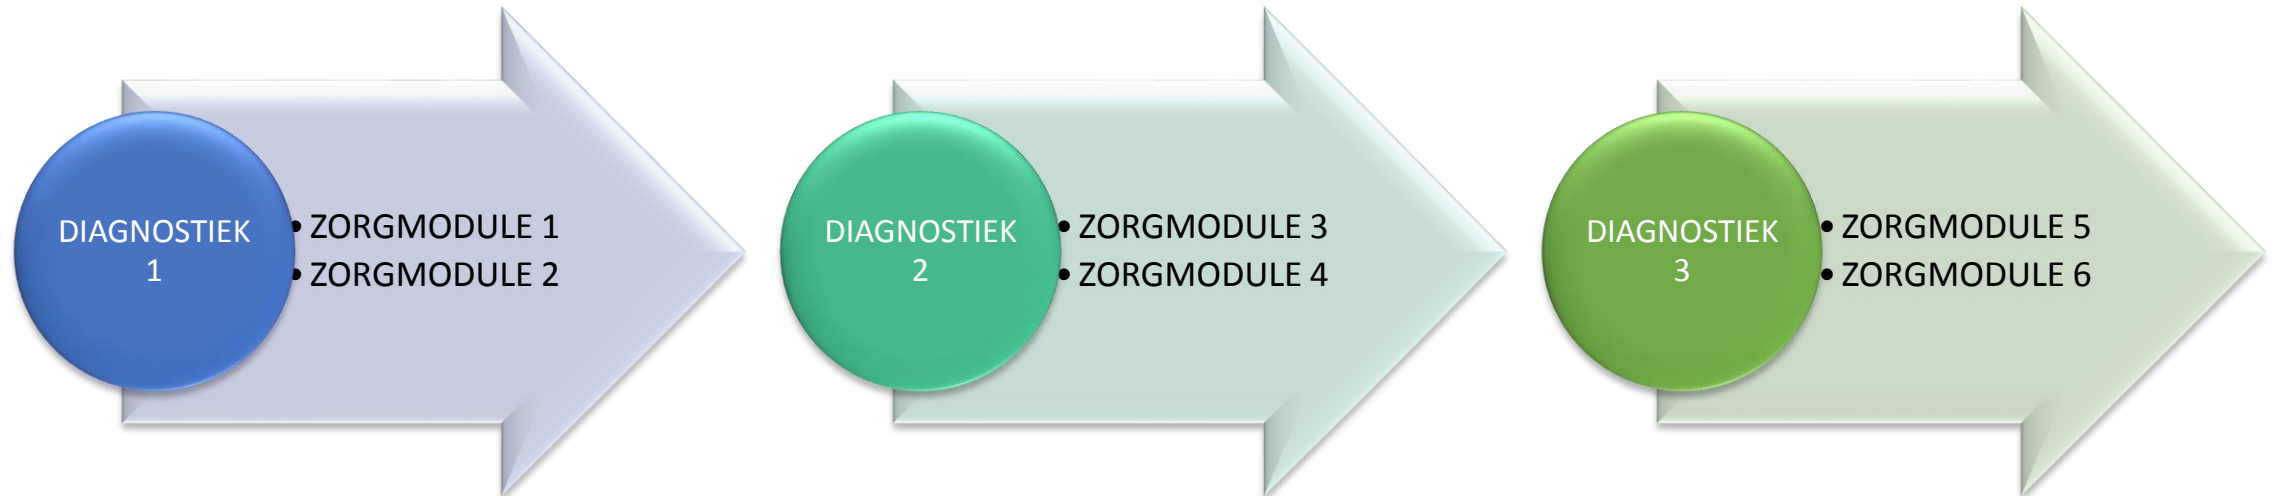 DIAGNOSTIEK
1
• ZORGMODULE 1
• ZORGMODULE 2
DIAGNOSTIEK
2
• ZORGMODULE 3
• ZORGMODULE 4
DIAGNOSTIEK
3
• ZORGMODULE 5
• ZORGMODULE 6